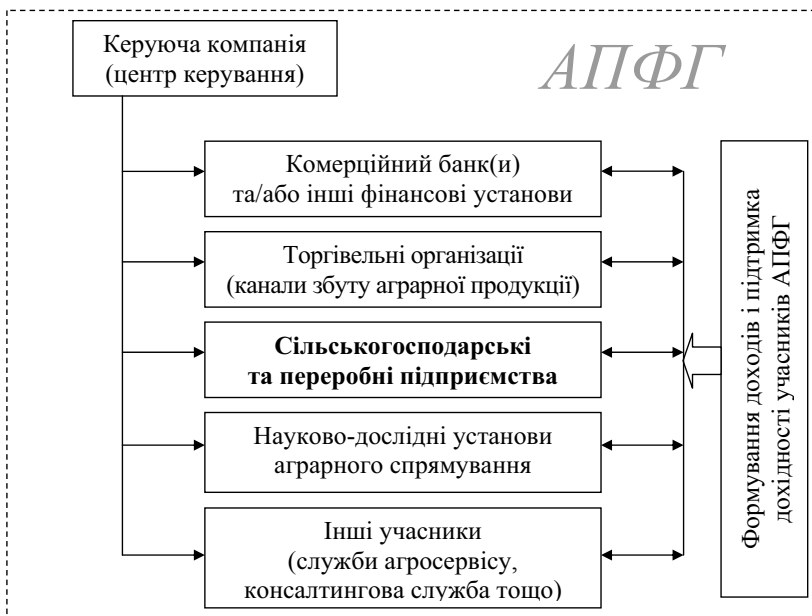 Керуюча компанія
(центр керування)
АПФГ
Комерційний банк(и)
та/або інші фінансові установи
Торгівельні організації
(канали збуту аграрної продукції)
Сільськогосподарські
та переробні підприємства
Науково-дослідні установи
аграрного спрямування
Інші учасники
(служби агросервісу,
консалтингова служба тощо)
Формування доходів і підтримка
дохідності учасників АПФГ